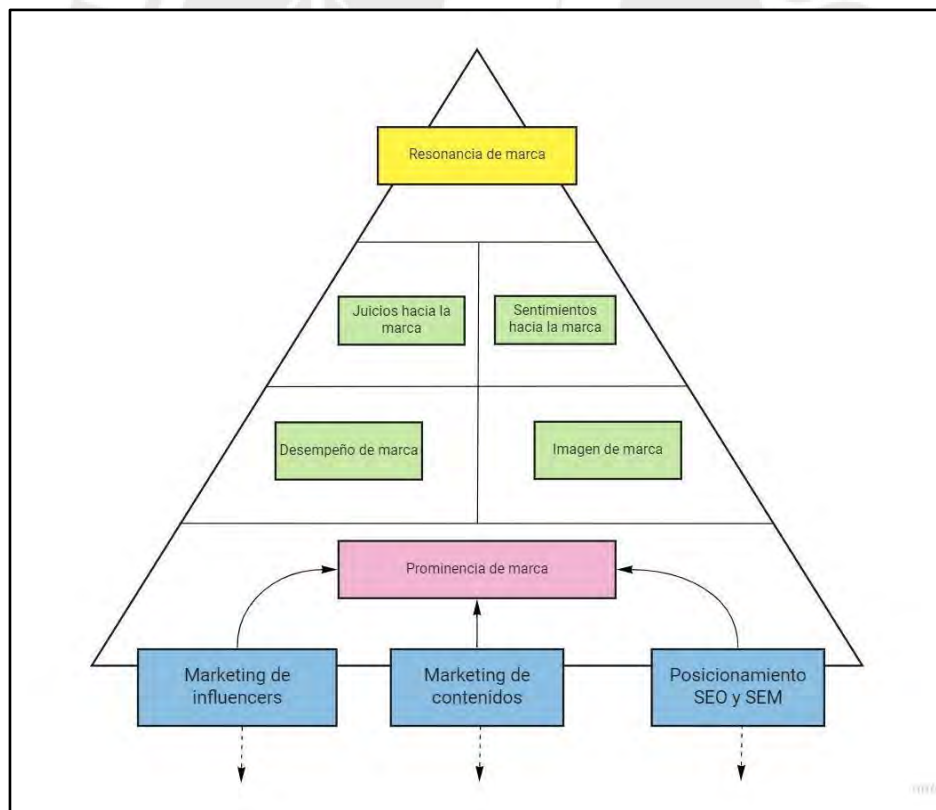 Resonancia de marca
Juicios hacia la
marca
Sentimientos
hacia la marca
Desempeño de marca
Imagen de marca
Prominencia de marca
Marketing de
influencers
Marketing de
contenidos
Posicionamiento
SEO y SEM